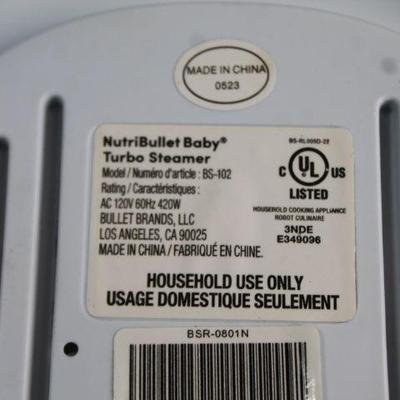 MADE IN CHINA
0523
NutriBullet Baby®
Turbo Steamer
Model / Numéro d'article : BS-102
Rating / Caractéristiques :
AC 120V 60Hz 420W
BULLET BRANDS, LLC
LOS ANGELES, CA 90025
MADE IN CHINA / FABRIQUÉ EN CHINE.
BS-RL005D-22
C UL US
LISTED
HOUSEHOLD COOKING APPLIANCE
ROBOT CULINAIRE
3NDE
E349096
HOUSEHOLD USE ONLY
USAGE DOMESTIQUE SEULEMENT
BSR-0801N